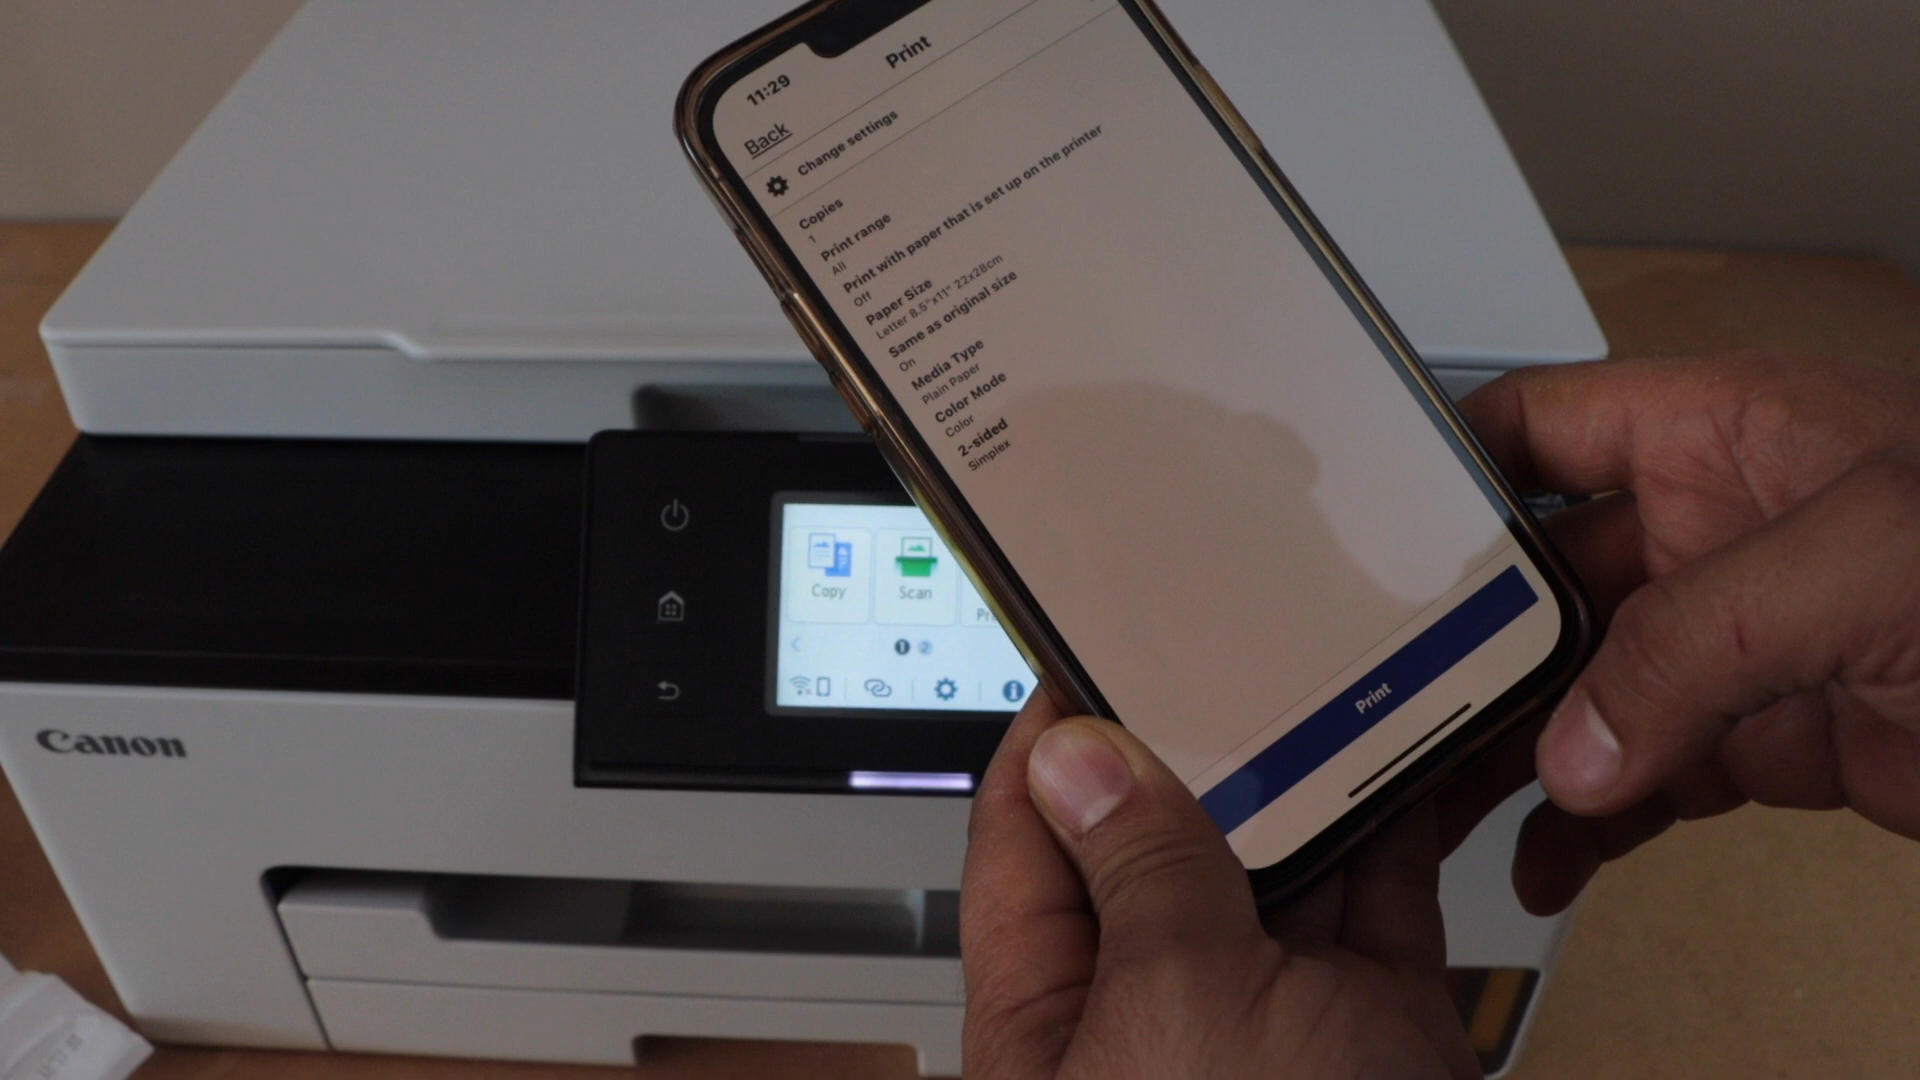 11:29
Print
Back
Change settings
Copies
1
Print range
All
Print with paper that is set up on the printer
Off
Paper Size
Letter 8.5"x11" 22x28cm
Same as original size
On
Media Type
Plain Paper
Color Mode
Color
2-sided
Simplex
Print
Copy
Scan
1 2
Canon